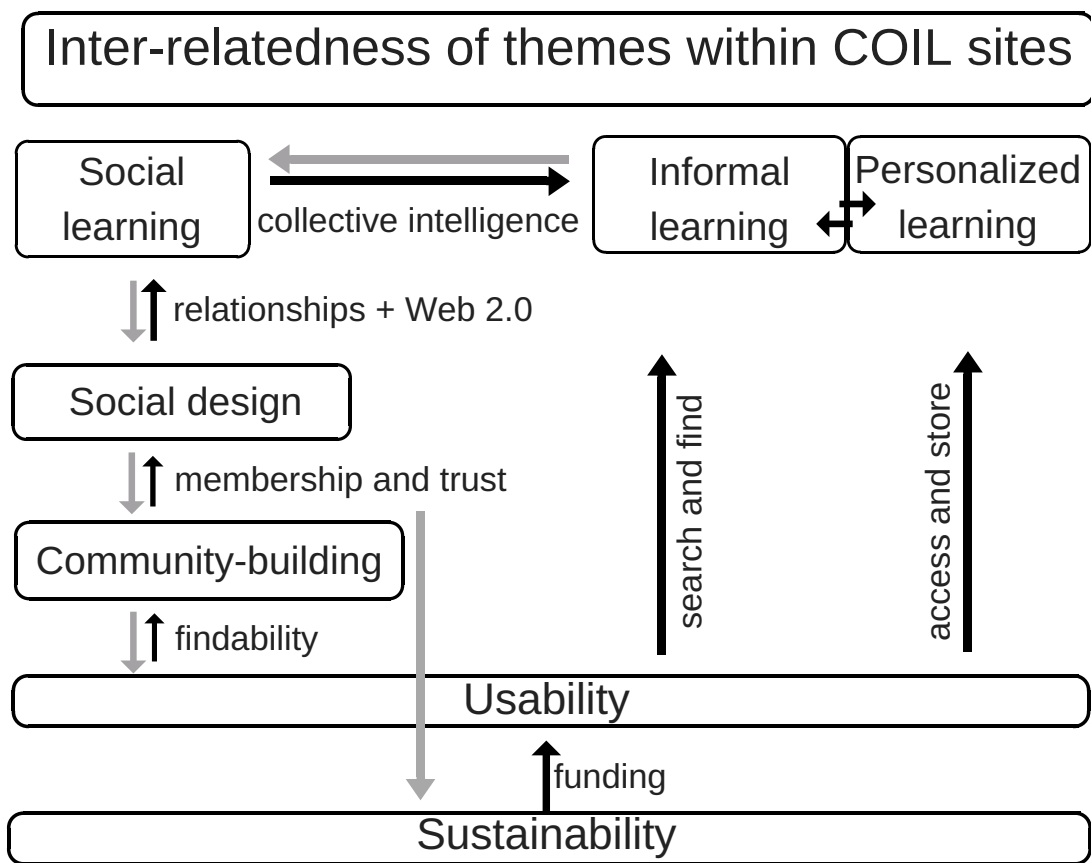 Inter-relatedness of themes within COIL sites
Social
learning
collective intelligence
Informal
learning
Personalized
learning
relationships + Web 2.0
Social design
membership and trust
Community-building
findability
search and find
access and store
Usability
funding
Sustainability